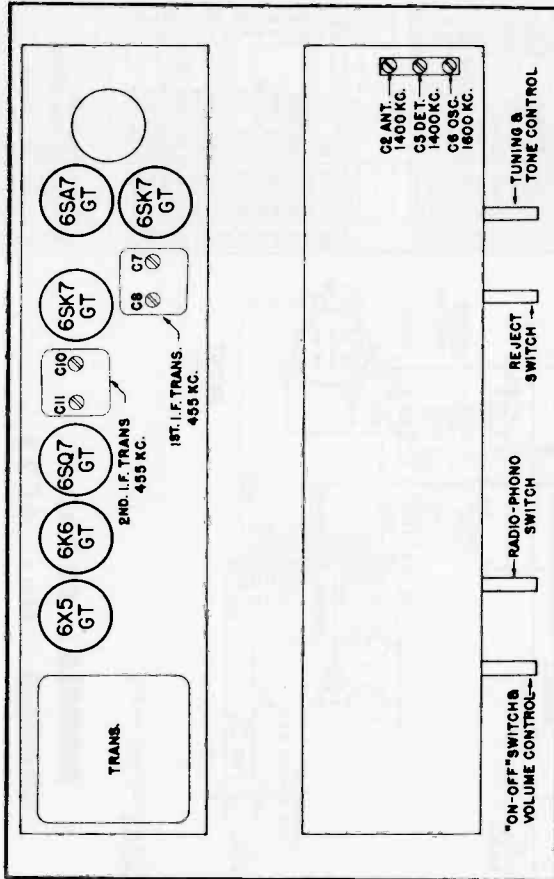 TRANS.
6X5
GT
6K6
GT
6SQ7
GT
C11 C10
2ND. I.F. TRANS
455 KC.
6SK7
GT
6SA7
GT
6SK7
GT
C8 C7
1ST. I.F. TRANS.
455 KC.
C2 ANT.
1400 KC.
C5 DET.
1400 KC.
C6 OSC.
1600 KC.
"ON-OFF" SWITCH &
VOLUME CONTROL
RADIO-PHONO
SWITCH
REJECT
SWITCH
TUNING &
TONE CONTROL